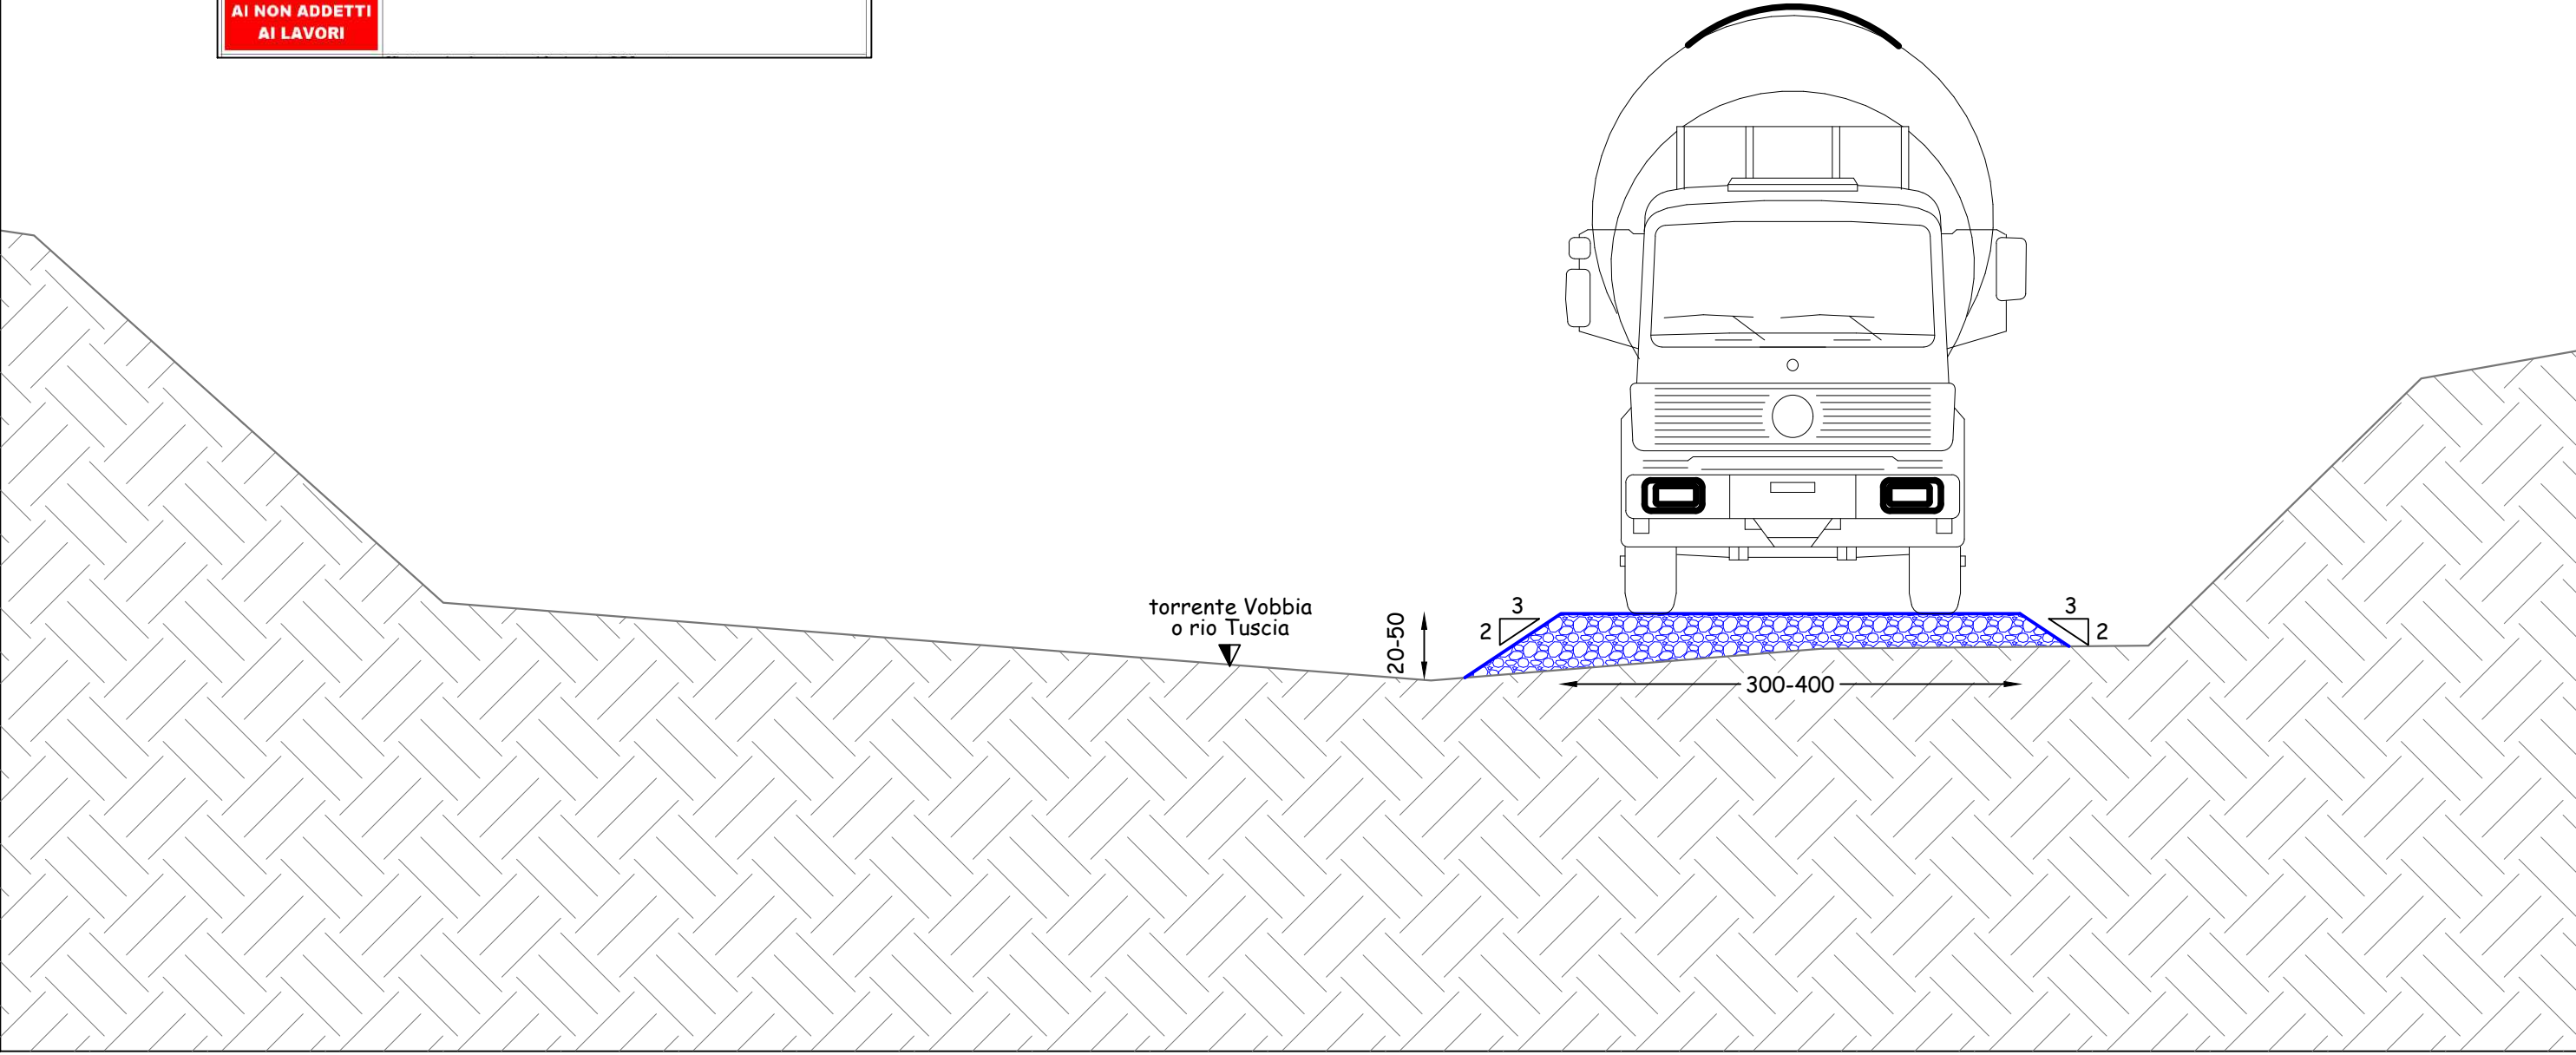 AI NON ADDETTI
AI LAVORI
torrente Vobbia
o rio Tuscia
20-50
3
2
3
2
300-400